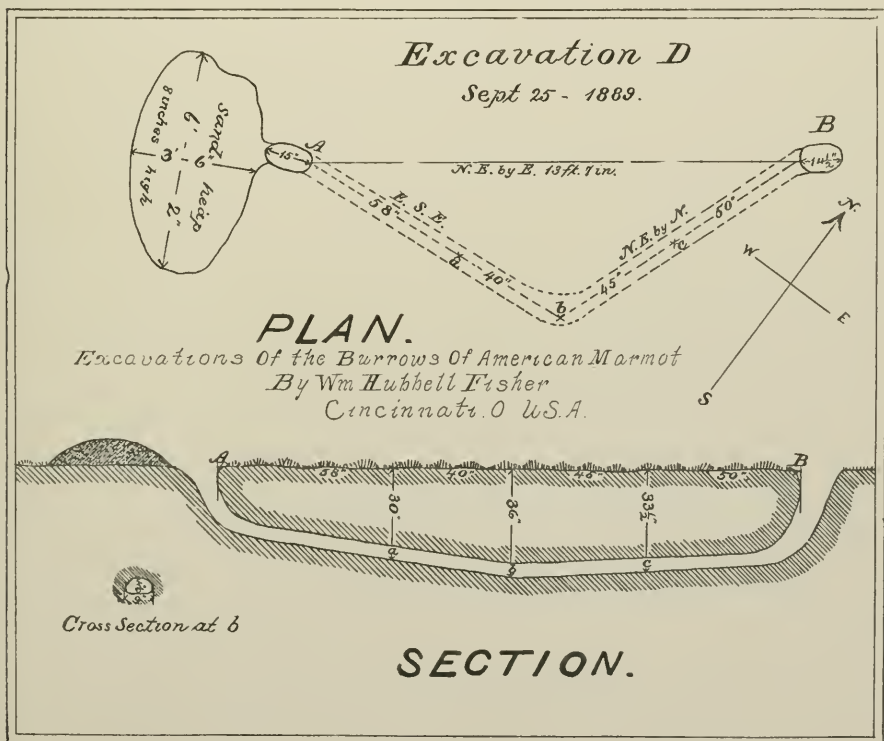 Excavation D
Sept 25 - 1889.
Sand heap
6' - 2"
3' 6
8 inches high
15"
A
B
14½"
N.E. by E. 13 ft. 7 in.
E. S. E.
58"
a
40"
b
45"
N.E. by N.
c
50"
N.
W
E
S
PLAN.
Excavations Of the Burrows Of American Marmot
By Wm Hubbell Fisher
Cincinnati. O U.S.A.
A
58"
40"
45"
50"
B
30"
36"
33½"
a
b
c
Cross Section at b
SECTION.